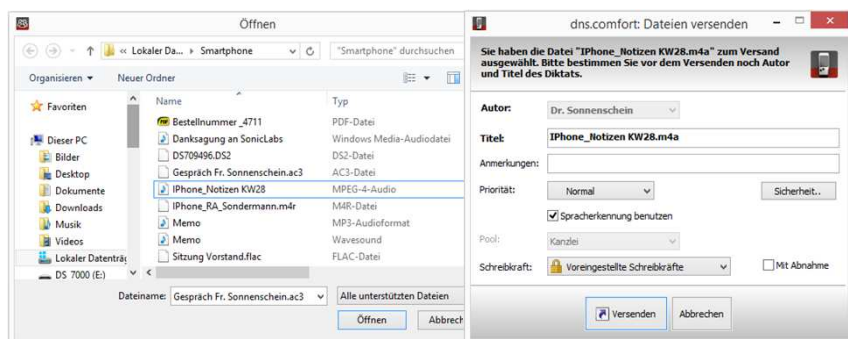 Öffnen
« Lokaler Da... ▸ Smartphone
"Smartphone" durchsuchen
Organisieren
Neuer Ordner
Favoriten
Dieser PC
Bilder
Desktop
Dokumente
Downloads
Musik
Videos
Lokaler Datenträg
DS 7000 (E:)
Name
Typ
Bestellnummer _4711
PDF-Datei
Danksagung an SonicLabs
Windows Media-Audiodatei
DS709496.DS2
DS2-Datei
Gespräch Fr. Sonnenschein.ac3
AC3-Datei
IPhone_Notizen KW28
MPEG-4-Audio
IPhone_RA_Sondermann.m4r
M4R-Datei
Memo
MP3-Audioformat
Memo
Wavesound
Sitzung Vorstand.flac
FLAC-Datei
Dateiname:
Gespräch Fr. Sonnenschein.ac3
Alle unterstützten Dateien
Öffnen
Abbrech
dns.comfort: Dateien versenden
Sie haben die Datei "IPhone_Notizen KW28.m4a" zum Versand
ausgewählt. Bitte bestimmen Sie vor dem Versenden noch Autor
und Titel des Diktats.
Autor:
Dr. Sonnenschein
Titel:
IPhone_Notizen KW28.m4a
Anmerkungen:
Priorität:
Normal
Sicherheit..
Spracherkennung benutzen
Pool:
Kanzlei
Schreibkraft:
Voreingestellte Schreibkräfte
Mit Abnahme
Versenden
Abbrechen